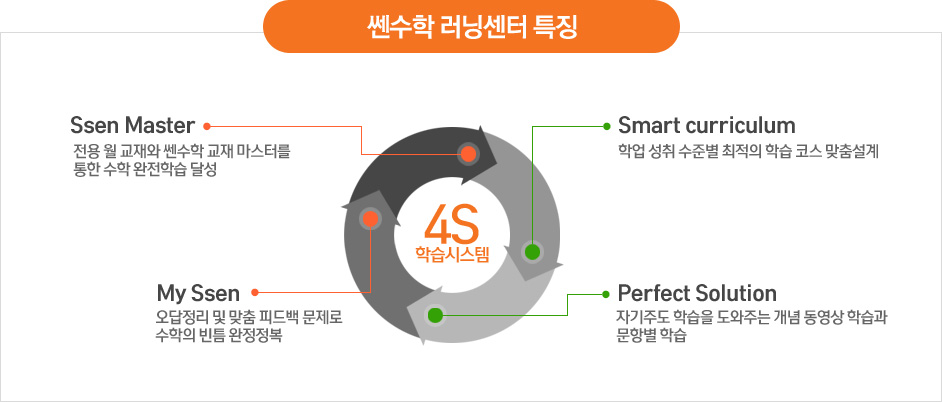 쎈수학 러닝센터 특징
Ssen Master
전용 월 교재와 쎈수학 교재 마스터를
통한 수학 완전학습 달성
Smart curriculum
학업 성취 수준별 최적의 학습 코스 맞춤설계
4S
학습시스템
My Ssen
오답정리 및 맞춤 피드백 문제로
수학의 빈틈 완정정복
Perfect Solution
자기주도 학습을 도와주는 개념 동영상 학습과
문항별 학습